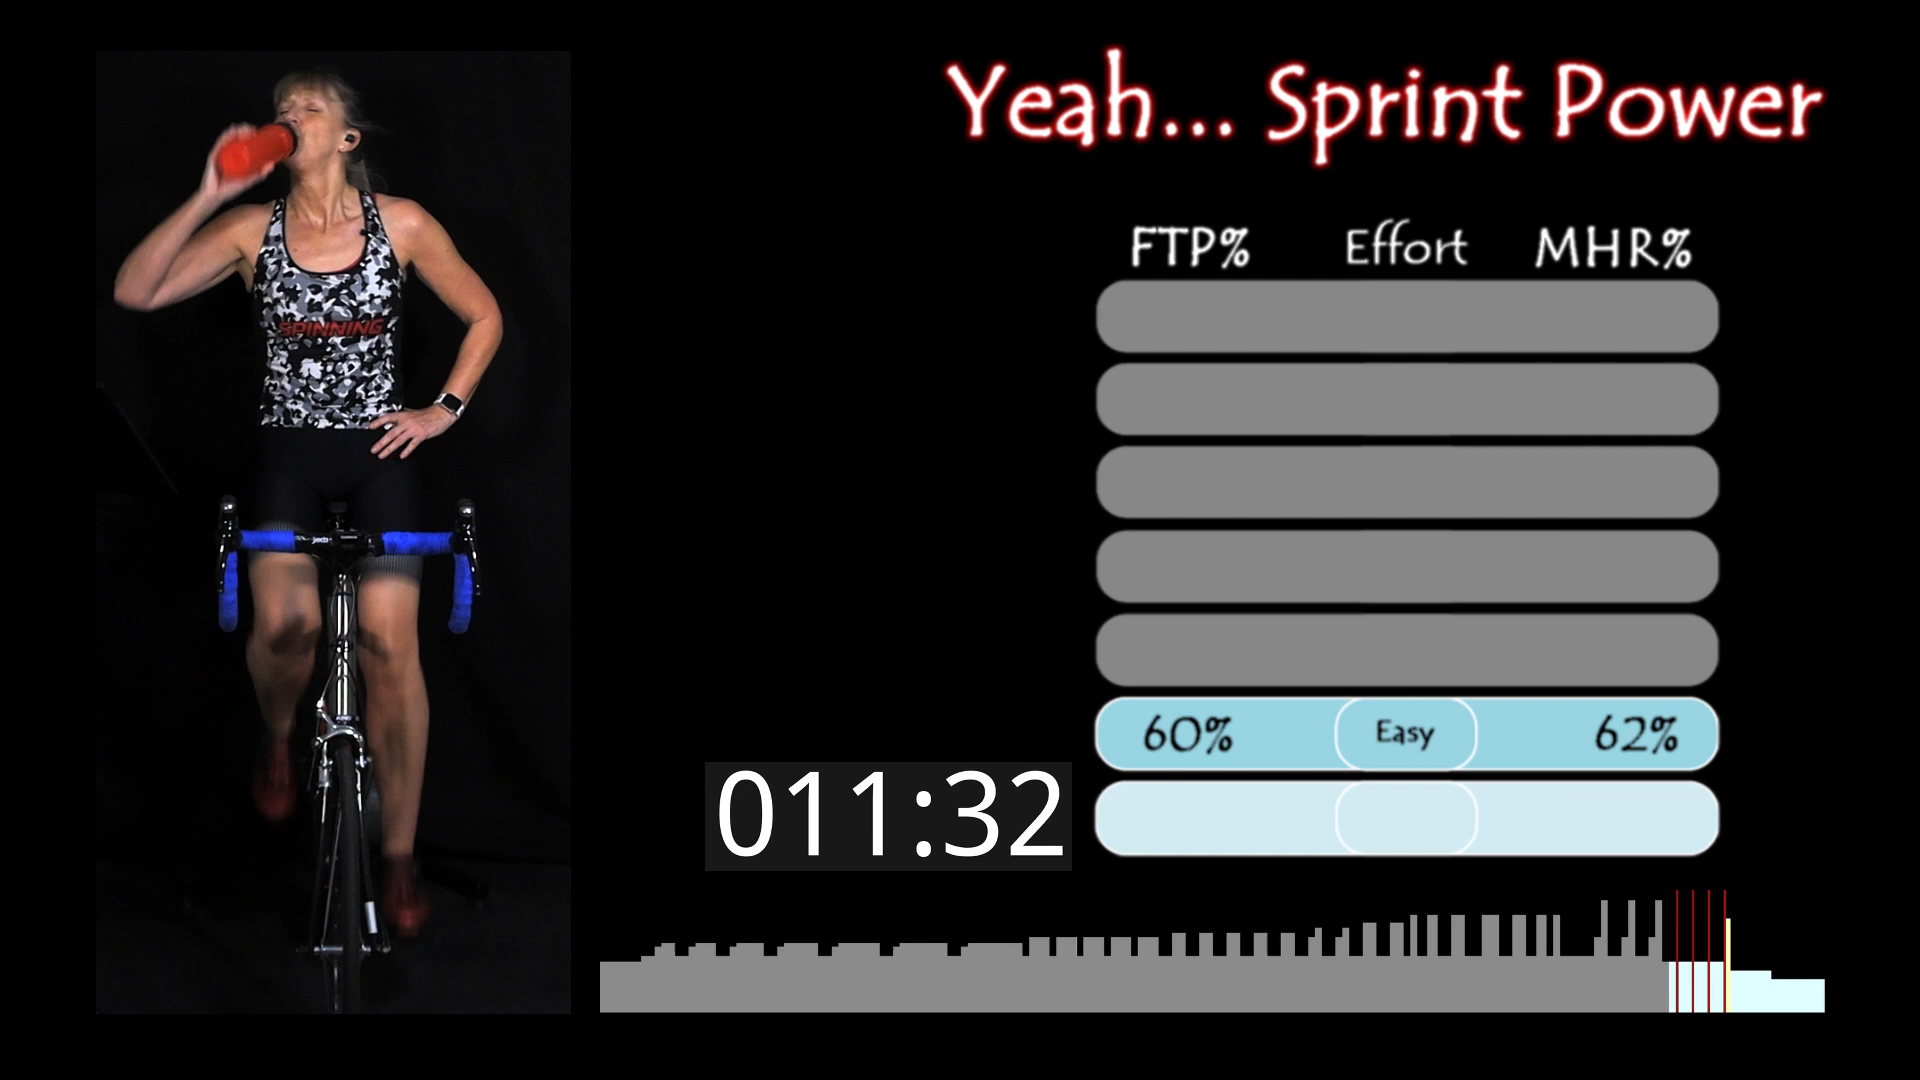 Yeah... Sprint Power
FTP% Effort MHR%
SPINNING
60% Easy 62%
011:32